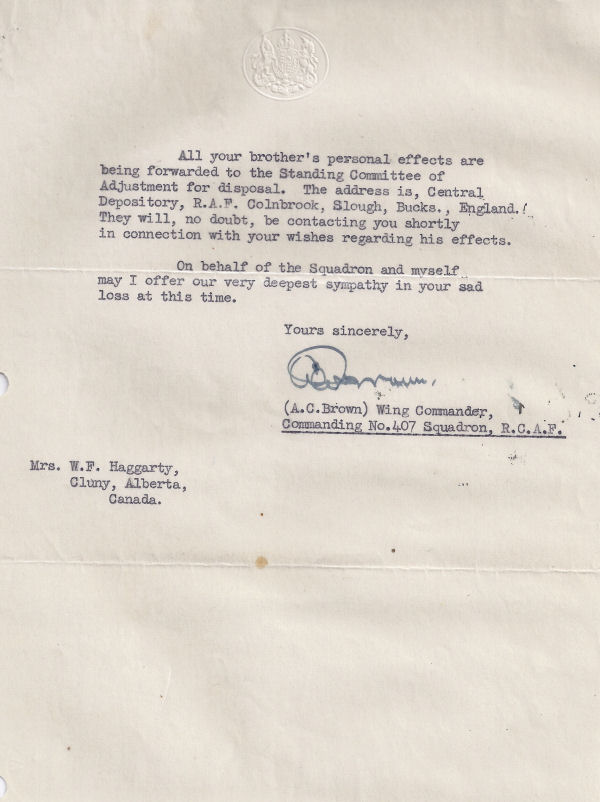 All your brother's personal effects are
being forwarded to the Standing Committee of
Adjustment for disposal. The address is, Central
Depository, R.A.F. Colnbrook, Slough, Bucks., England.
They will, no doubt, be contacting you shortly
in connection with your wishes regarding his effects.
On behalf of the Squadron and myself
may I offer our very deepest sympathy in your sad
loss at this time.
Yours sincerely,
(A.C.Brown) Wing Commander,
Commanding No.407 Squadron, R.C.A.F.
Mrs. W.F. Haggarty,
Cluny, Alberta,
Canada.